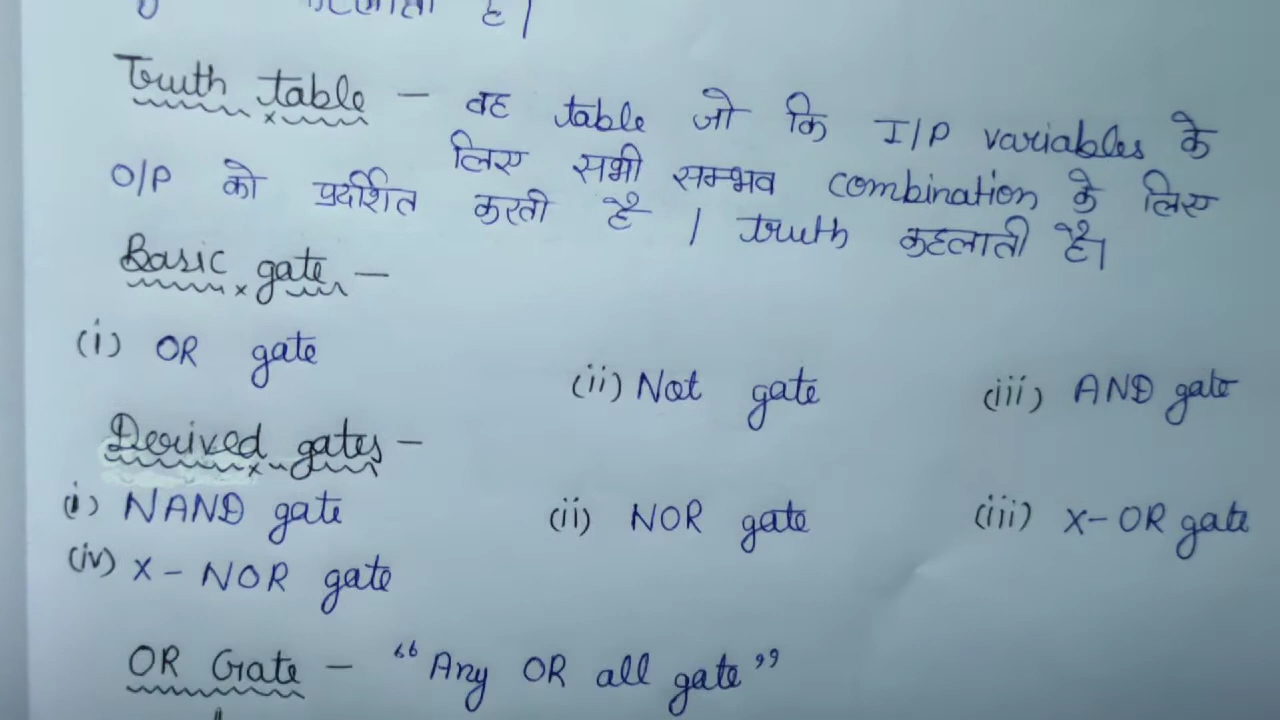 है।
Truth table - वह table जो कि I/P variables के
लिए सभी सम्भव combination के लिए
O/P को प्रदर्शित करती है । truth कहलाती है।
Basic gate -
(i) OR gate (ii) Not gate (iii) AND gate
Derived gates -
(i) NAND gate (ii) NOR gate (iii) X-OR gate
(iv) X-NOR gate
OR Gate - "Any OR all gate"